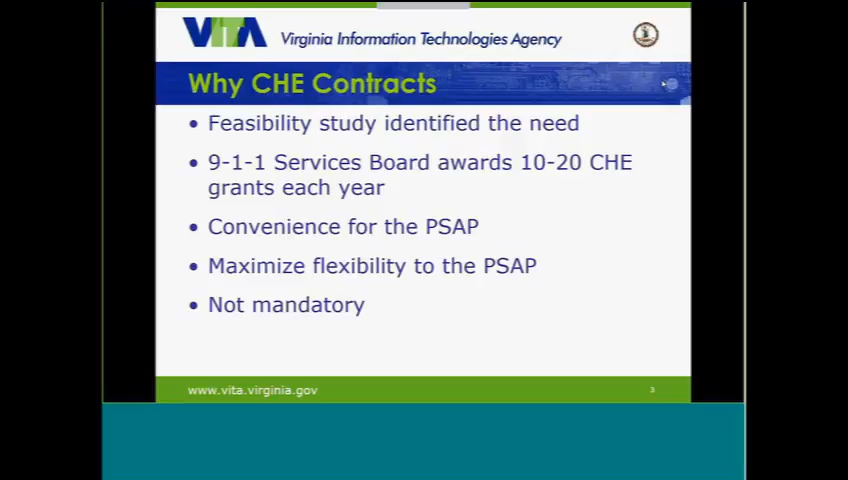 VITA Virginia Information Technologies Agency
Why CHE Contracts
• Feasibility study identified the need
• 9-1-1 Services Board awards 10-20 CHE
grants each year
• Convenience for the PSAP
• Maximize flexibility to the PSAP
• Not mandatory
www.vita.virginia.gov 3